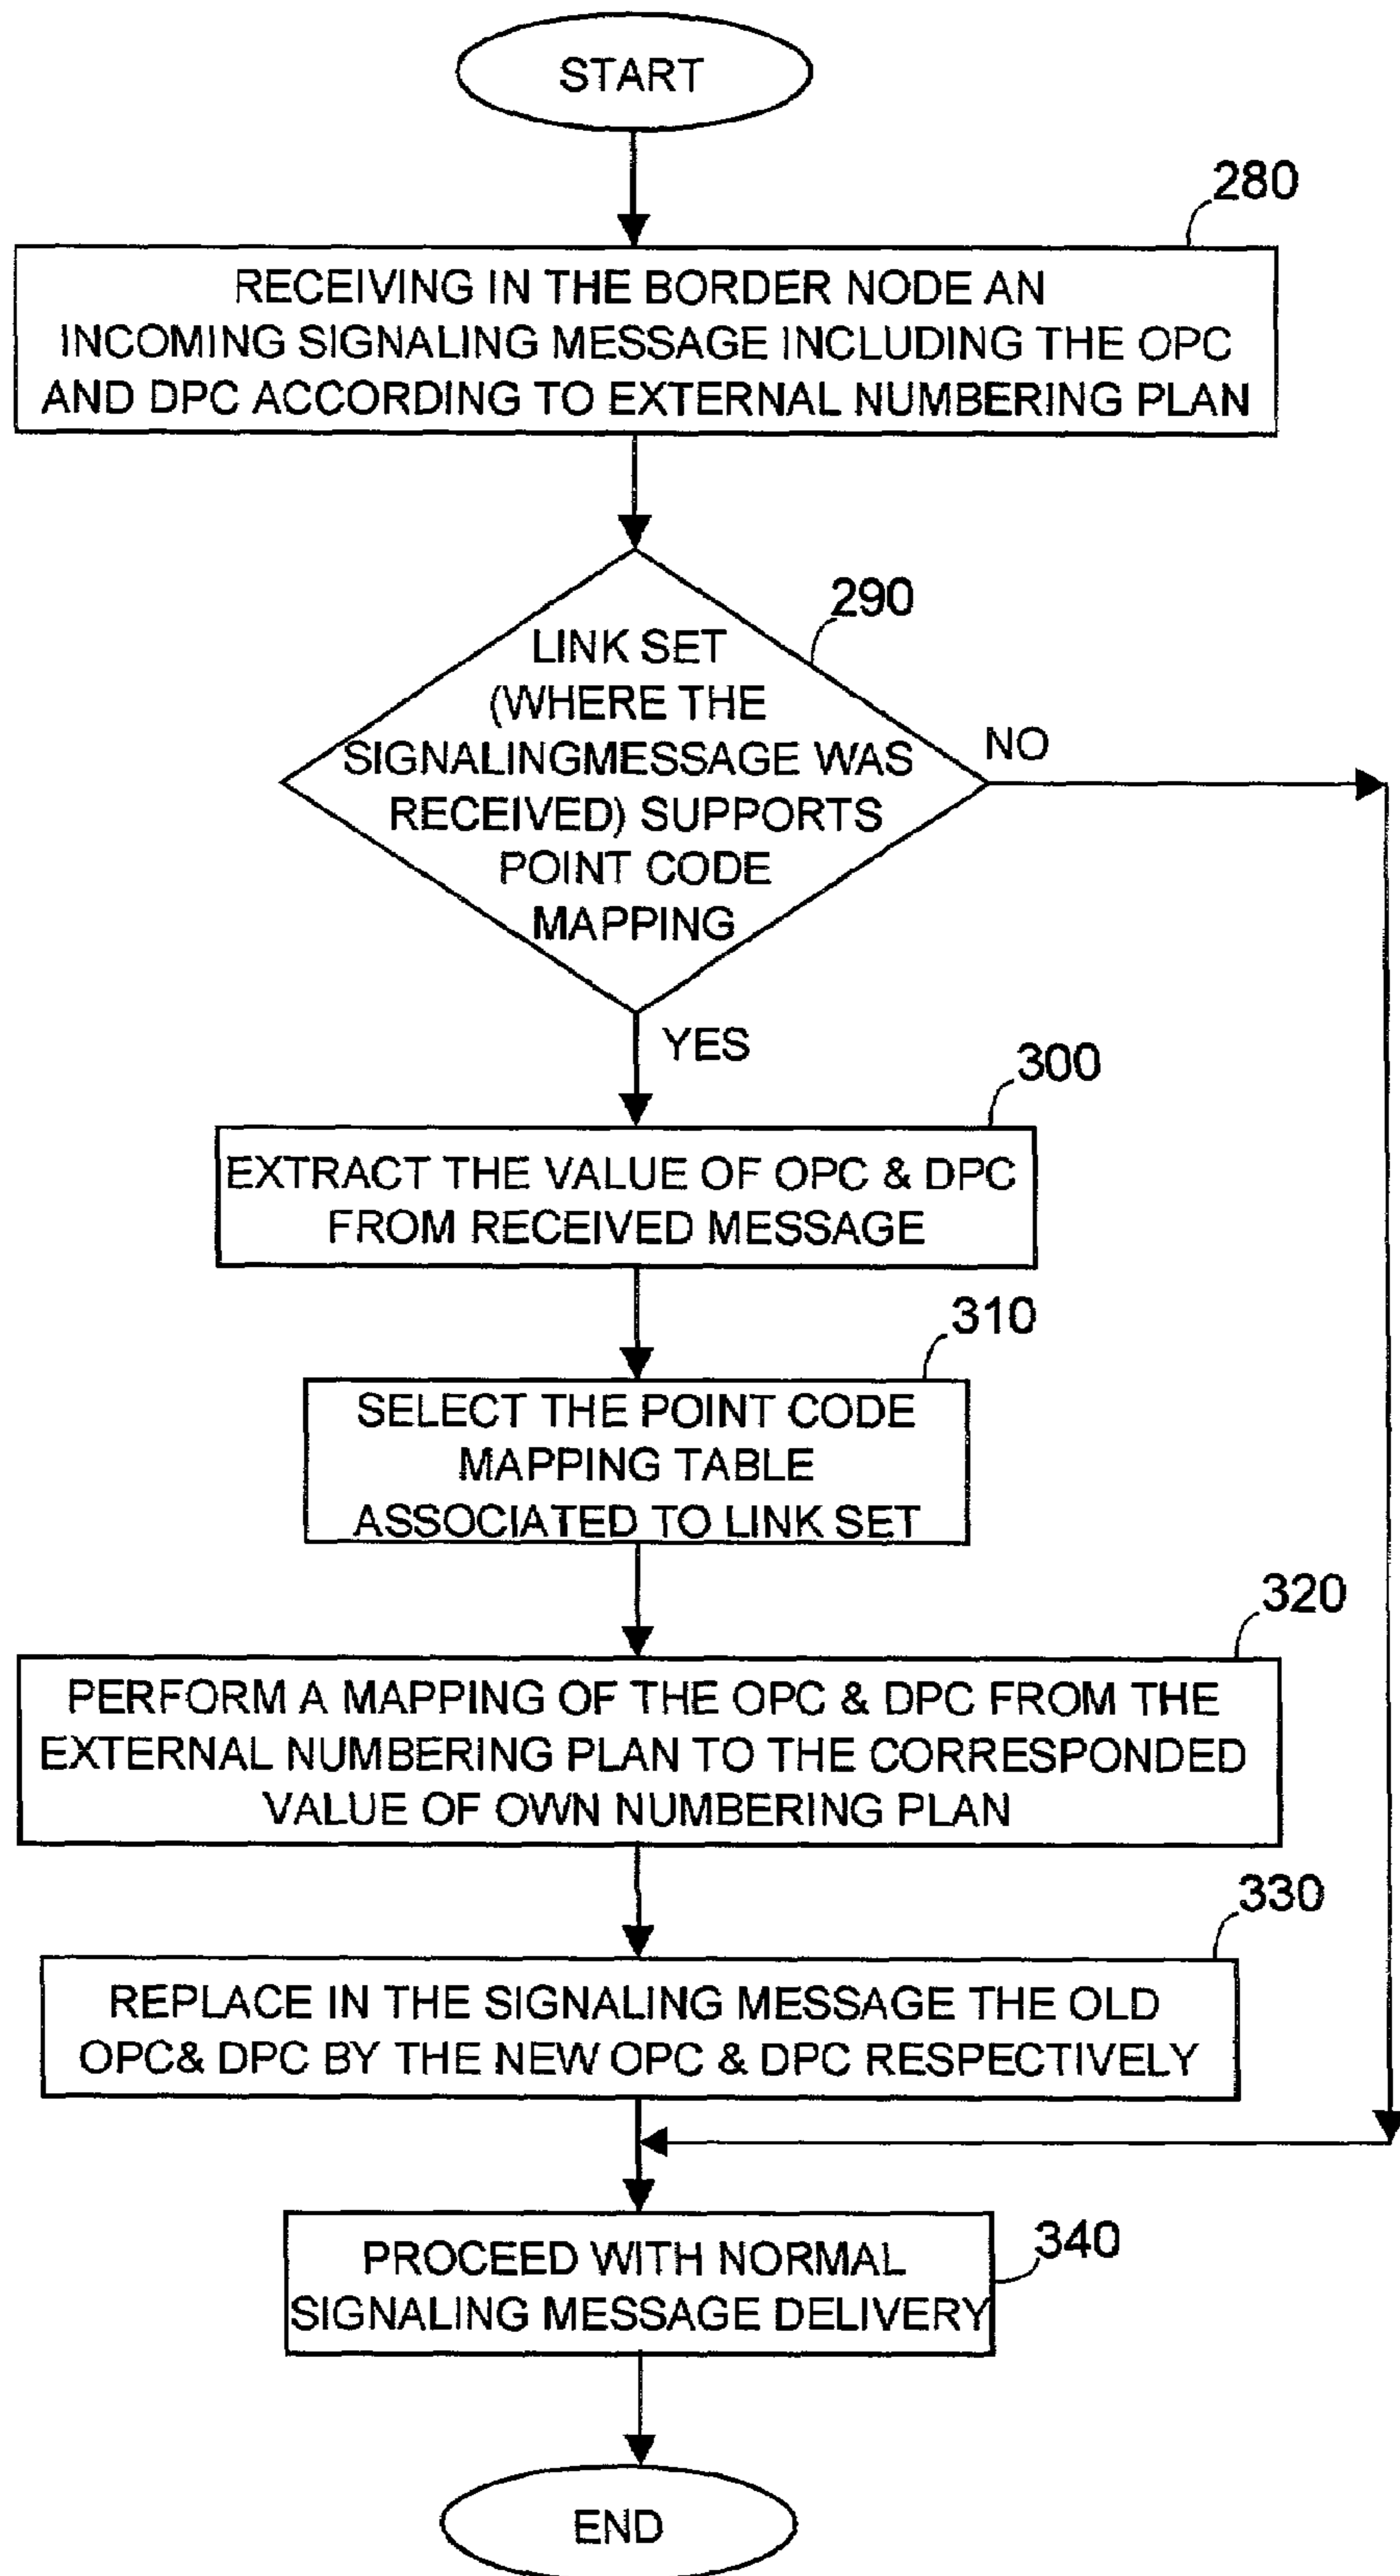 START
280
RECEIVING IN THE BORDER NODE AN
INCOMING SIGNALING MESSAGE INCLUDING THE OPC
AND DPC ACCORDING TO EXTERNAL NUMBERING PLAN
290
LINK SET
(WHERE THE
SIGNALINGMESSAGE WAS
RECEIVED) SUPPORTS
POINT CODE
MAPPING
NO
YES
300
EXTRACT THE VALUE OF OPC & DPC
FROM RECEIVED MESSAGE
310
SELECT THE POINT CODE
MAPPING TABLE
ASSOCIATED TO LINK SET
320
PERFORM A MAPPING OF THE OPC & DPC FROM THE
EXTERNAL NUMBERING PLAN TO THE CORRESPONDED
VALUE OF OWN NUMBERING PLAN
330
REPLACE IN THE SIGNALING MESSAGE THE OLD
OPC& DPC BY THE NEW OPC & DPC RESPECTIVELY
340
PROCEED WITH NORMAL
SIGNALING MESSAGE DELIVERY
END